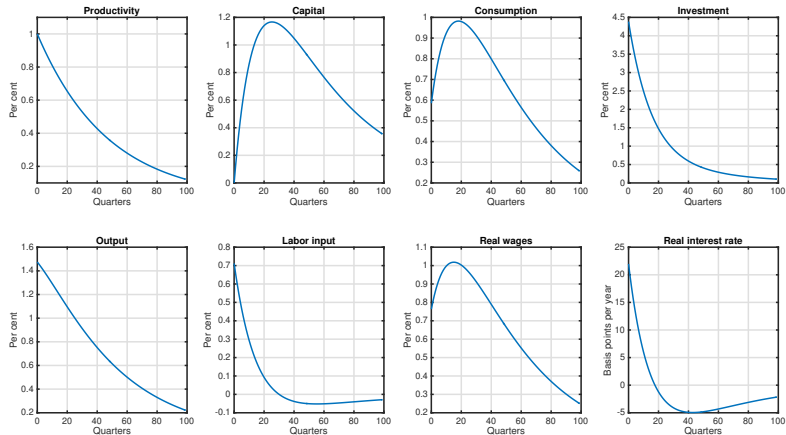 Productivity
Per cent
1
0.8
0.6
0.4
0.2
0 20 40 60 80 100
Quarters
Capital
Per cent
1.2
1
0.8
0.6
0.4
0.2
0
0 20 40 60 80 100
Quarters
Consumption
Per cent
1
0.9
0.8
0.7
0.6
0.5
0.4
0.3
0.2
0 20 40 60 80 100
Quarters
Investment
Per cent
4.5
4
3.5
3
2.5
2
1.5
1
0.5
0
0 20 40 60 80 100
Quarters
Output
Per cent
1.6
1.4
1.2
1
0.8
0.6
0.4
0.2
0 20 40 60 80 100
Quarters
Labor input
Per cent
0.7
0.6
0.5
0.4
0.3
0.2
0.1
0
-0.1
0 20 40 60 80 100
Quarters
Real wages
Per cent
1.1
1
0.9
0.8
0.7
0.6
0.5
0.4
0.3
0.2
0 20 40 60 80 100
Quarters
Real interest rate
Basis points per year
25
20
15
10
5
0
-5
0 20 40 60 80 100
Quarters